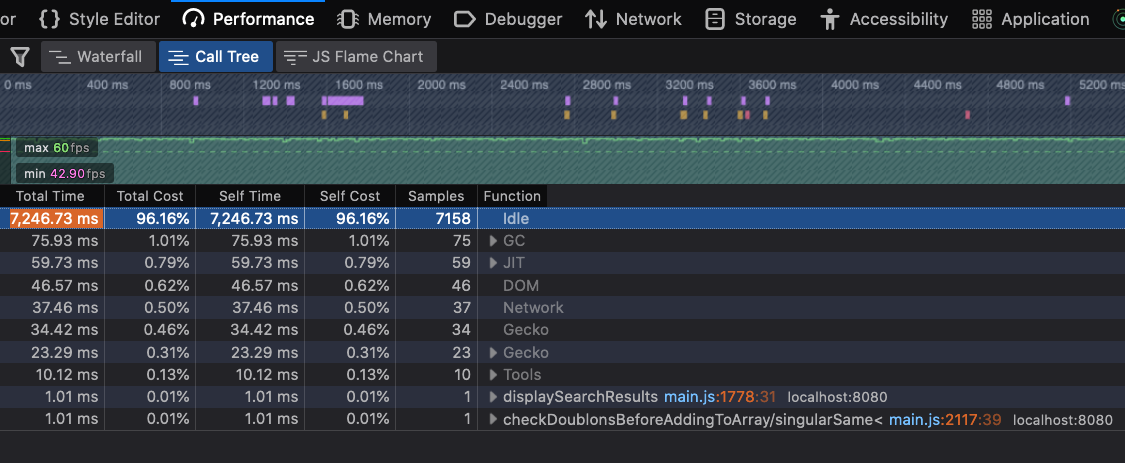 or {} Style Editor Performance Memory Debugger Network Storage Accessibility Application
Waterfall Call Tree JS Flame Chart
0 ms 400 ms 800 ms 1200 ms 1600 ms 2000 ms 2400 ms 2800 ms 3200 ms 3600 ms 4000 ms 4400 ms 4800 ms 5200 ms
max 60fps
min 42.90fps
Total Time Total Cost Self Time Self Cost Samples Function
7,246.73 ms 96.16% 7,246.73 ms 96.16% 7158 Idle
75.93 ms 1.01% 75.93 ms 1.01% 75 GC
59.73 ms 0.79% 59.73 ms 0.79% 59 JIT
46.57 ms 0.62% 46.57 ms 0.62% 46 DOM
37.46 ms 0.50% 37.46 ms 0.50% 37 Network
34.42 ms 0.46% 34.42 ms 0.46% 34 Gecko
23.29 ms 0.31% 23.29 ms 0.31% 23 Gecko
10.12 ms 0.13% 10.12 ms 0.13% 10 Tools
1.01 ms 0.01% 1.01 ms 0.01% 1 displaySearchResults main.js:1778:31 localhost:8080
1.01 ms 0.01% 1.01 ms 0.01% 1 checkDoublonsBeforeAddingToArray/singularSame< main.js:2117:39 localhost:8080